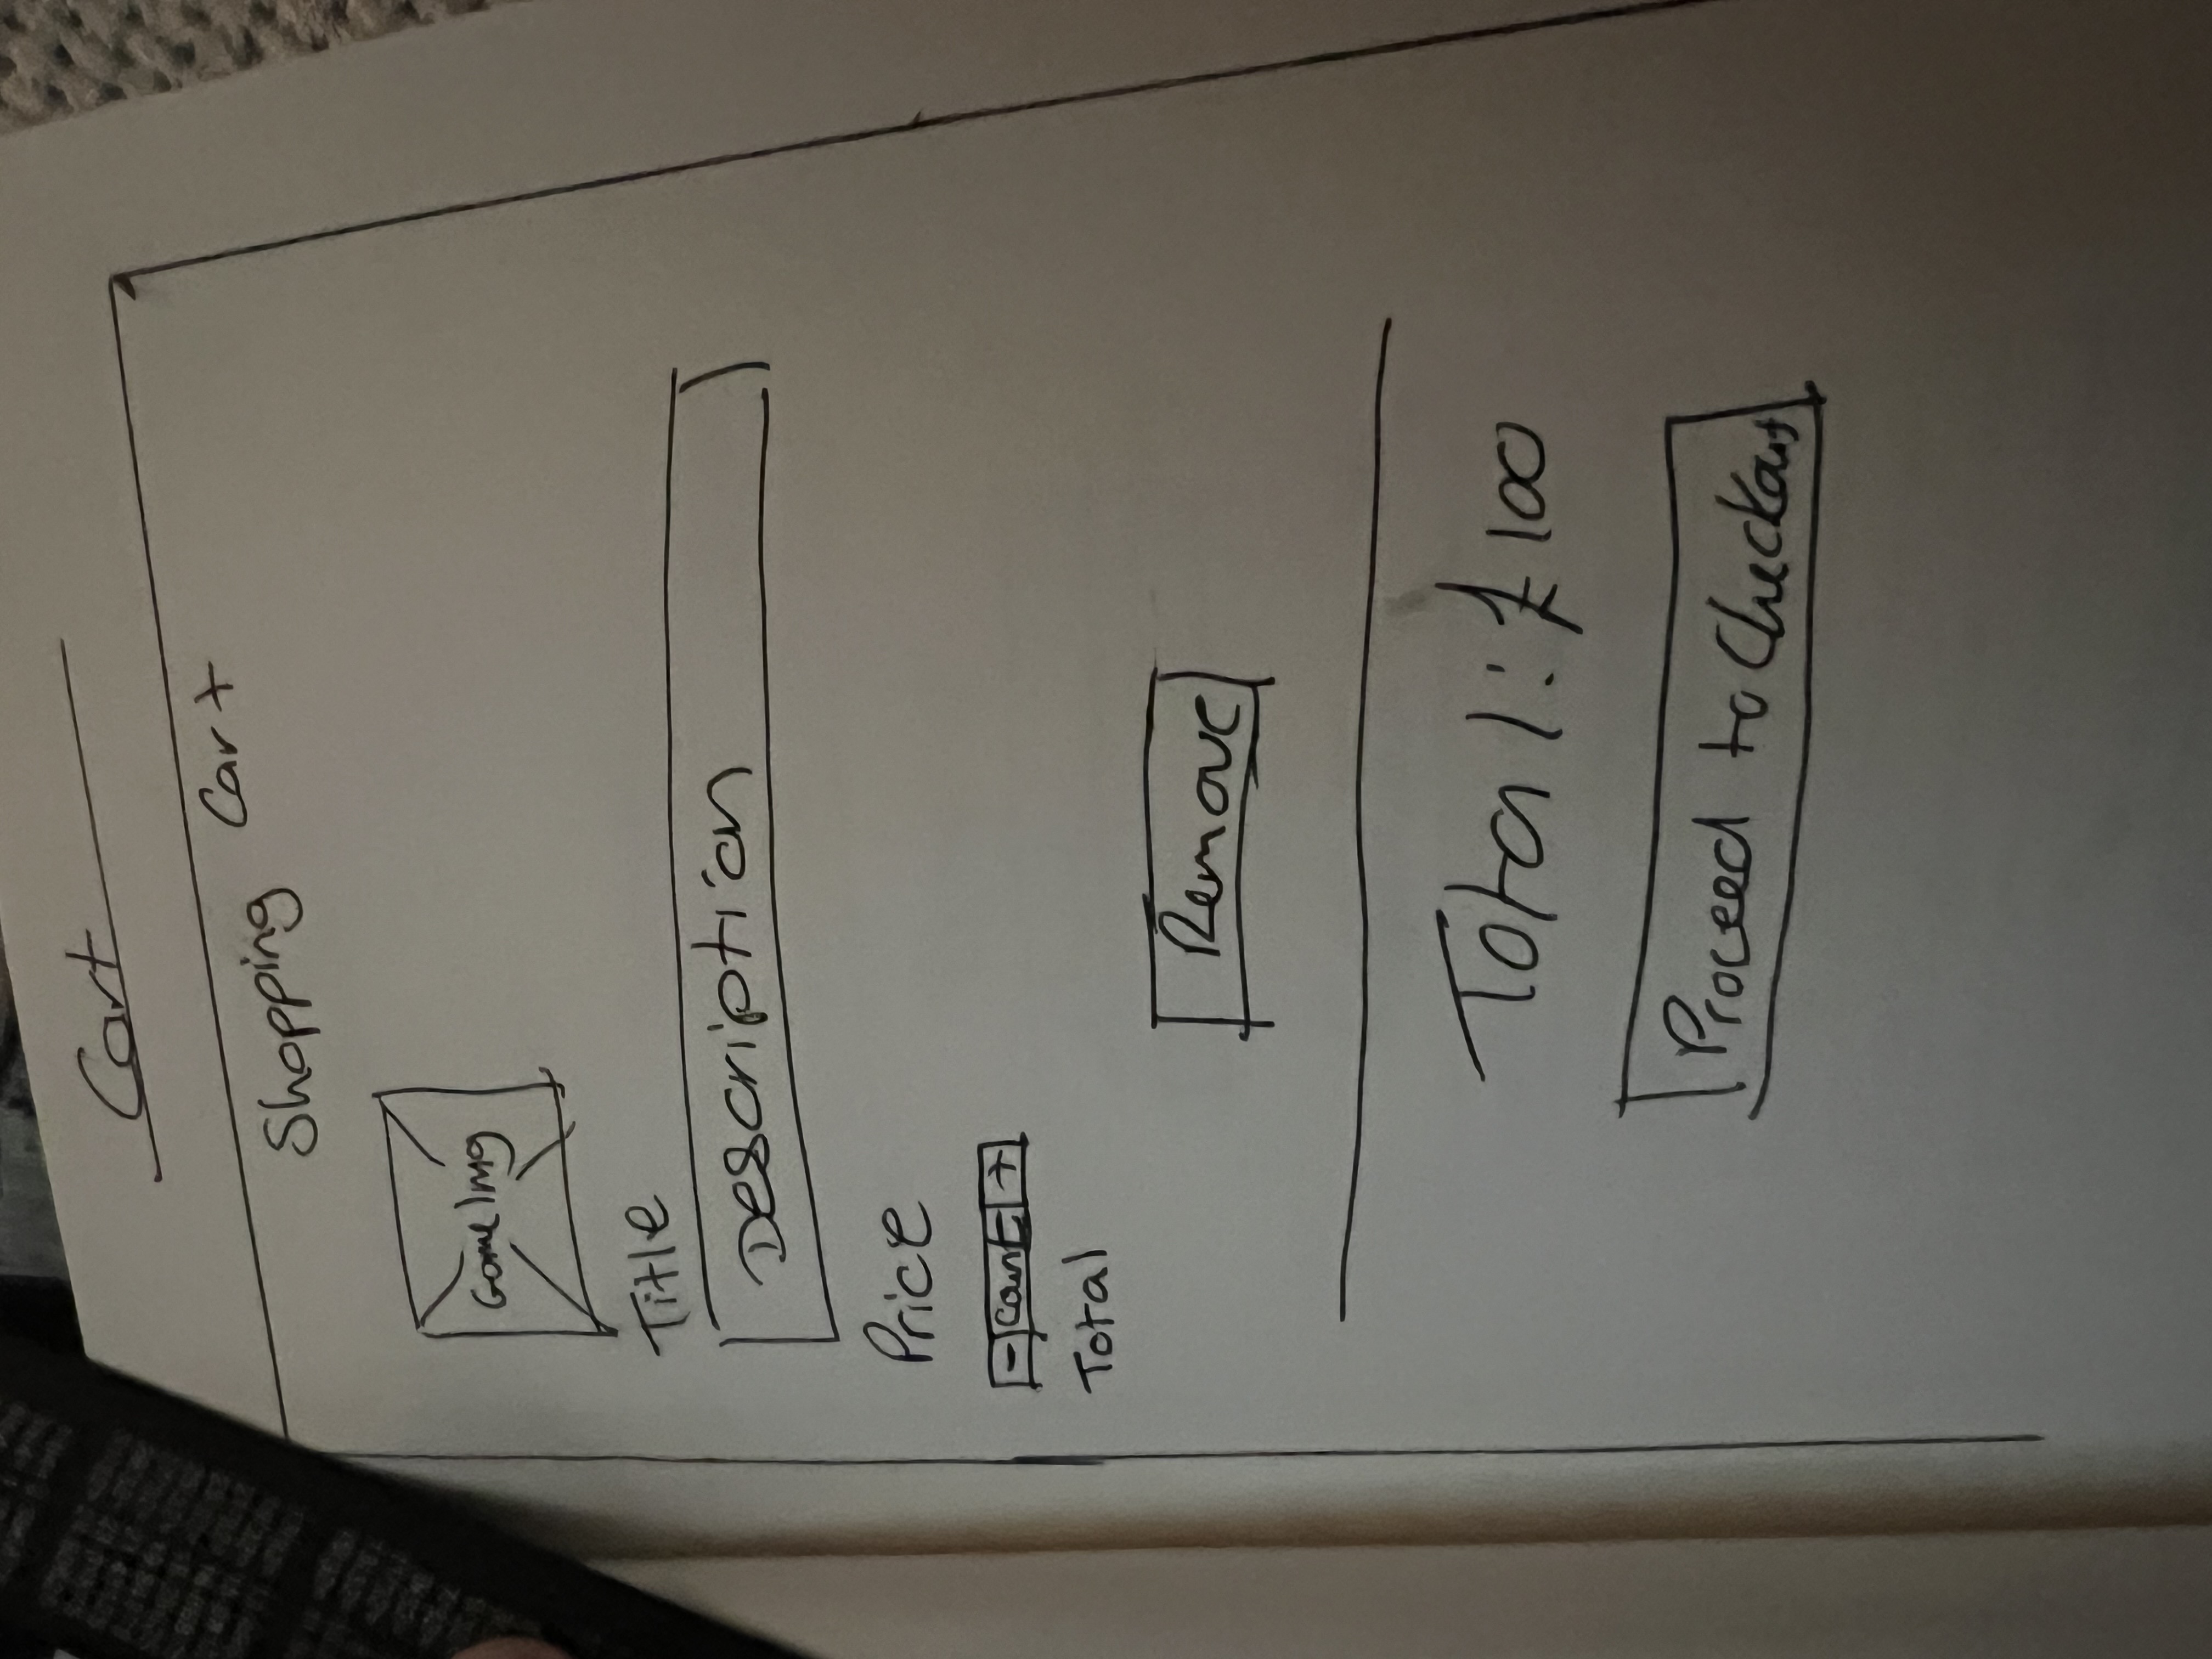 Cart
Shopping Cart
Game Img
Title
Description
Price
- count +
Total
Remove
Total: £100
Proceed to Checkout